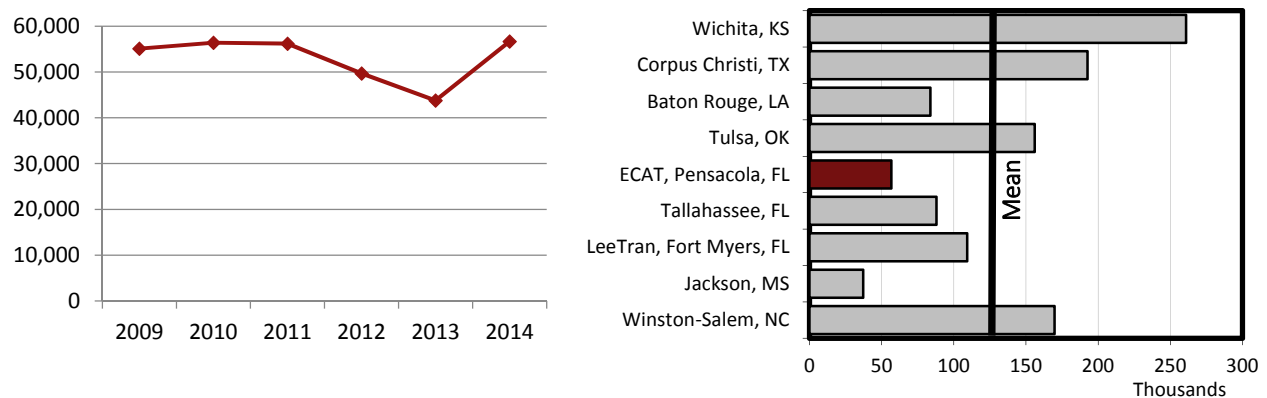 60,000
50,000
40,000
30,000
20,000
10,000
0
2009 2010 2011 2012 2013 2014
Wichita, KS
Corpus Christi, TX
Baton Rouge, LA
Tulsa, OK
ECAT, Pensacola, FL
Tallahassee, FL
LeeTran, Fort Myers, FL
Jackson, MS
Winston-Salem, NC
Mean
0 50 100 150 200 250 300
Thousands